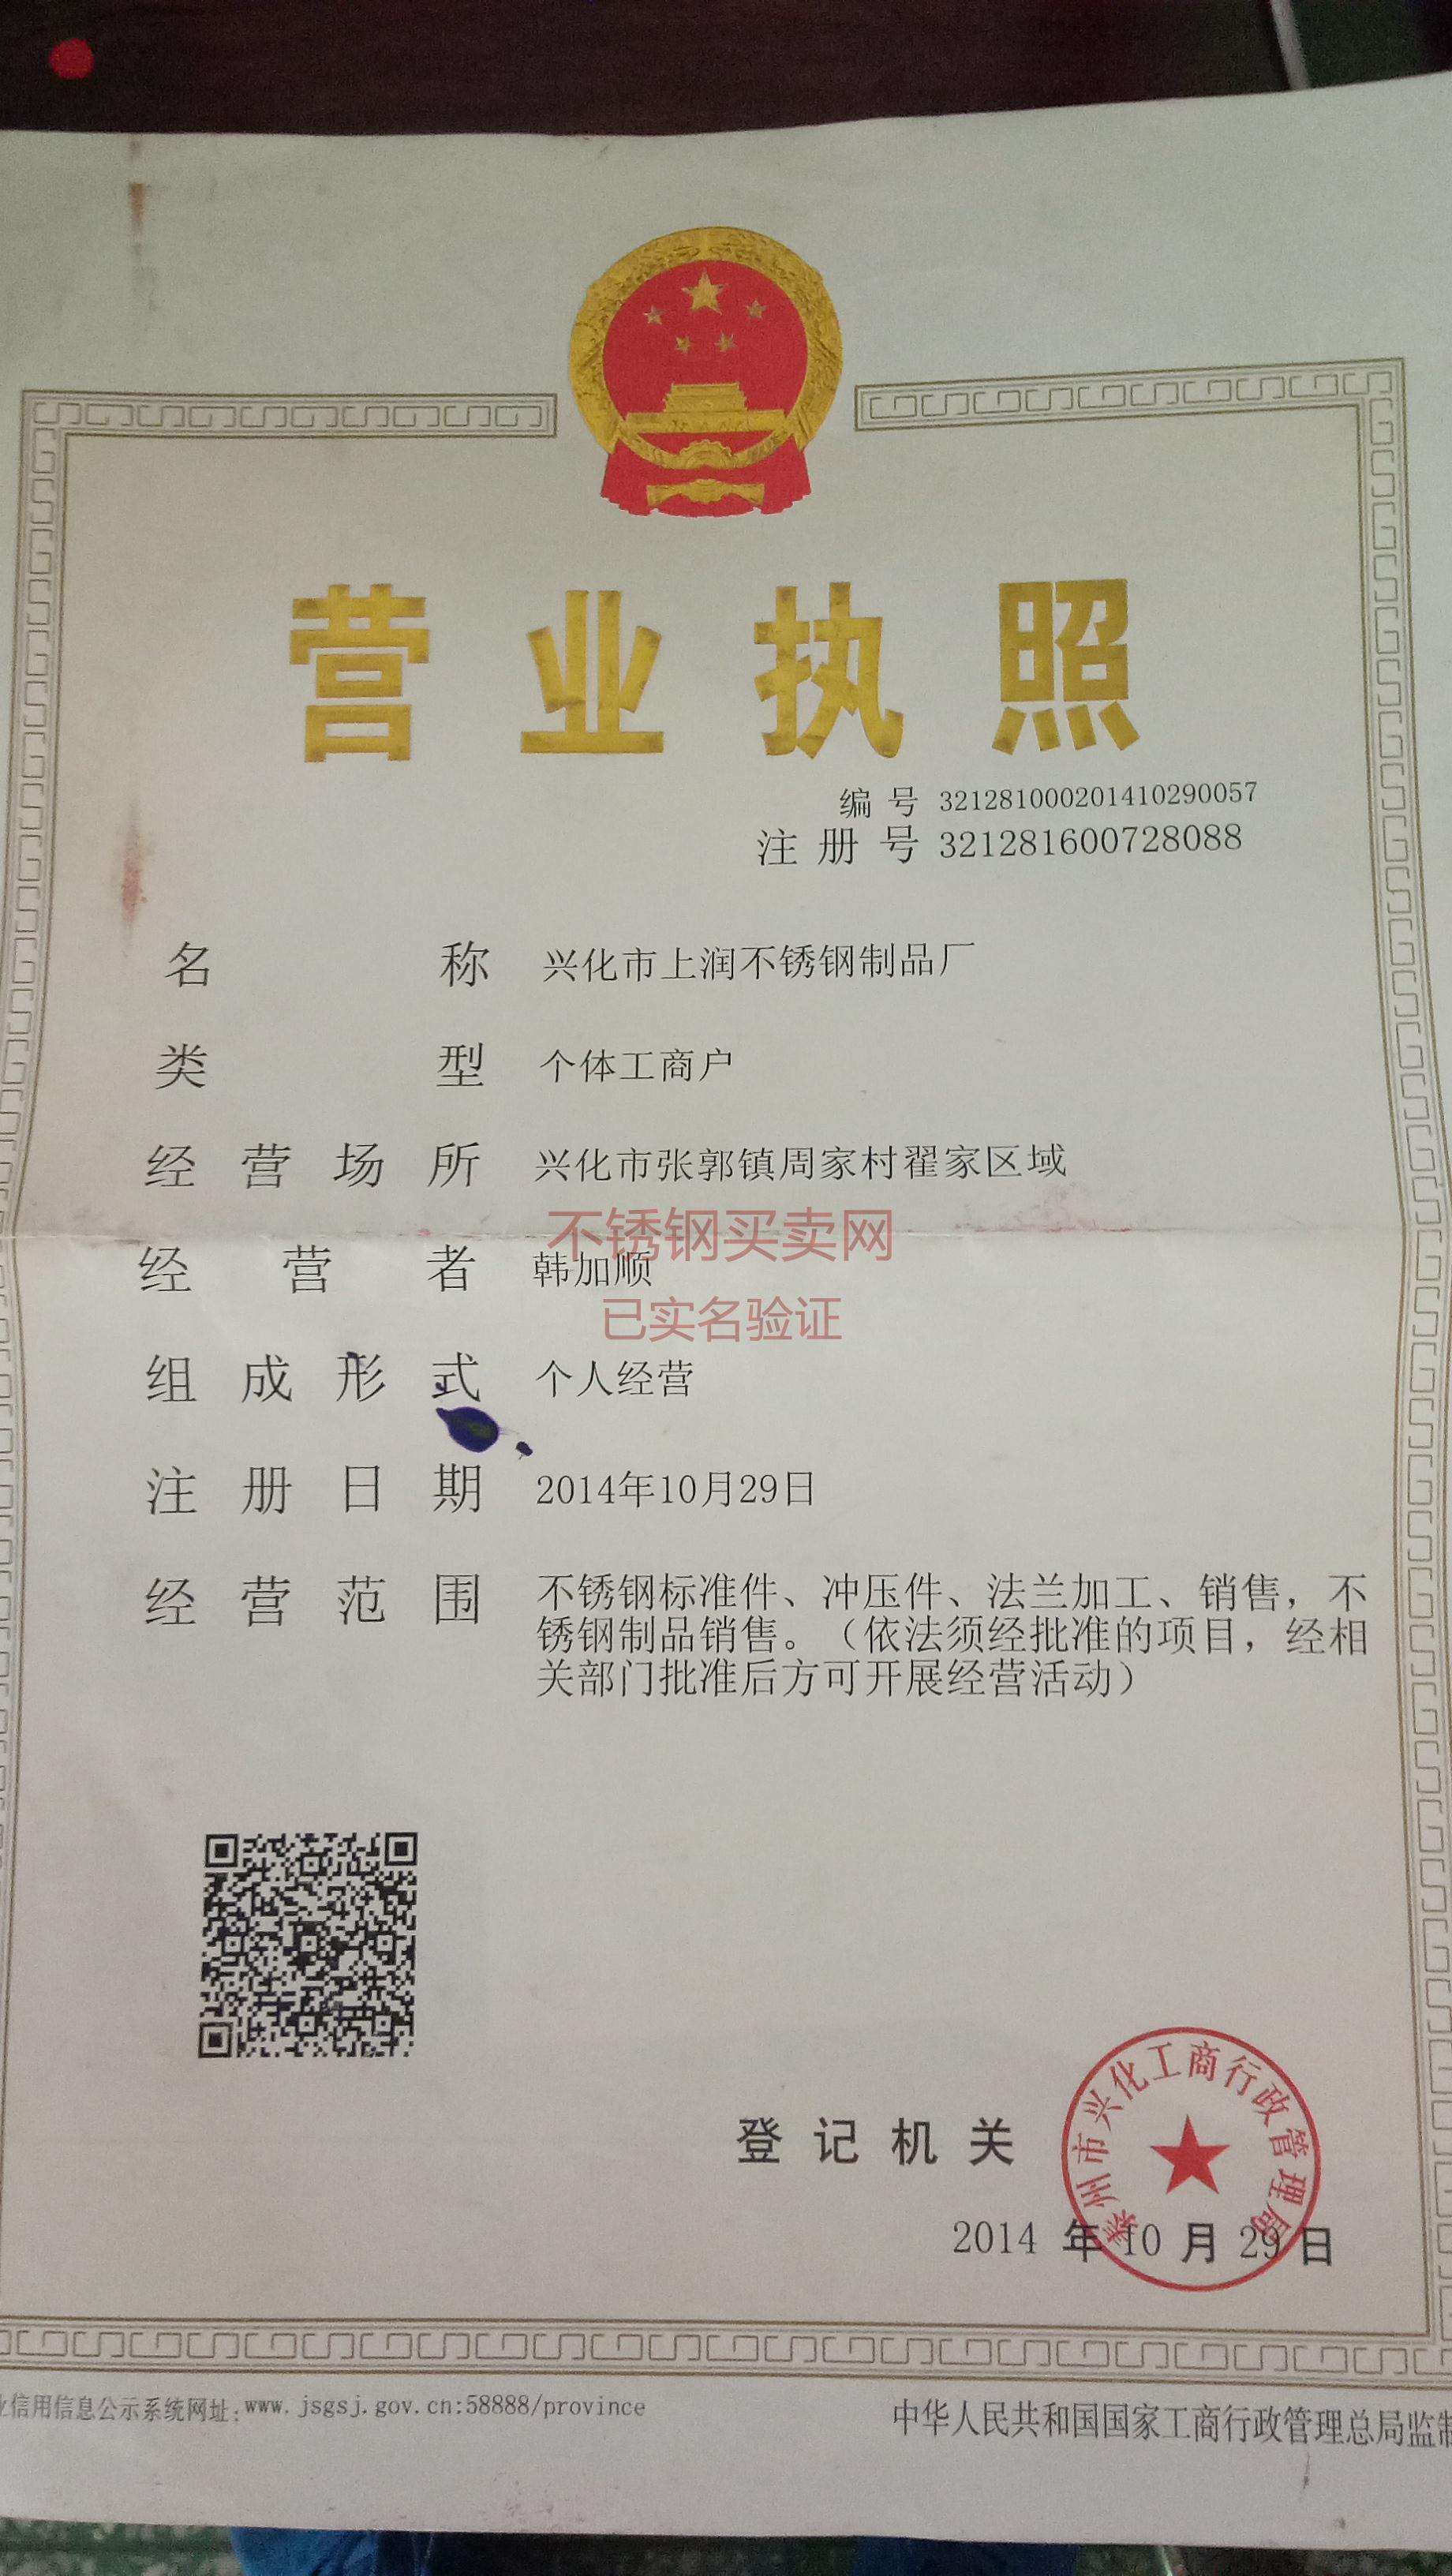 营业执照
编号 321281000201410290057
注册号 321281600728088
名称 兴化市上润不锈钢制品厂
类型 个体工商户
经营场所 兴化市张郭镇周家村翟家区域
不锈钢买卖网
经营者 韩加顺
已实名验证
组成形式 个人经营
注册日期 2014年10月29日
经营范围 不锈钢标准件、冲压件、法兰加工、销售，不
锈钢制品销售。（依法须经批准的项目，经相
关部门批准后方可开展经营活动）
泰州市兴化工商行政管理局
登记机关
2014 年 10 月 29 日
业信用信息公示系统网址：www.jsgsj.gov.cn:58888/province
中华人民共和国国家工商行政管理总局监制